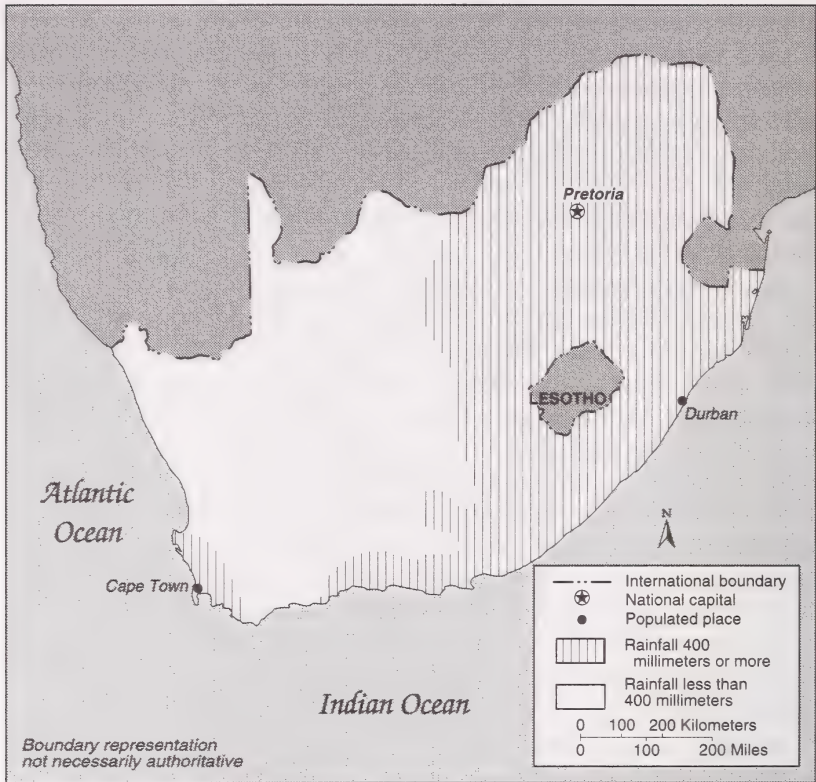 Pretoria
LESOTHO
Durban
Atlantic
Ocean
N
Cape Town
International boundary
National capital
Populated place
Rainfall 400
millimeters or more
Rainfall less than
400 millimeters
0 100 200 Kilometers
0 100 200 Miles
Indian Ocean
Boundary representation
not necessarily authoritative